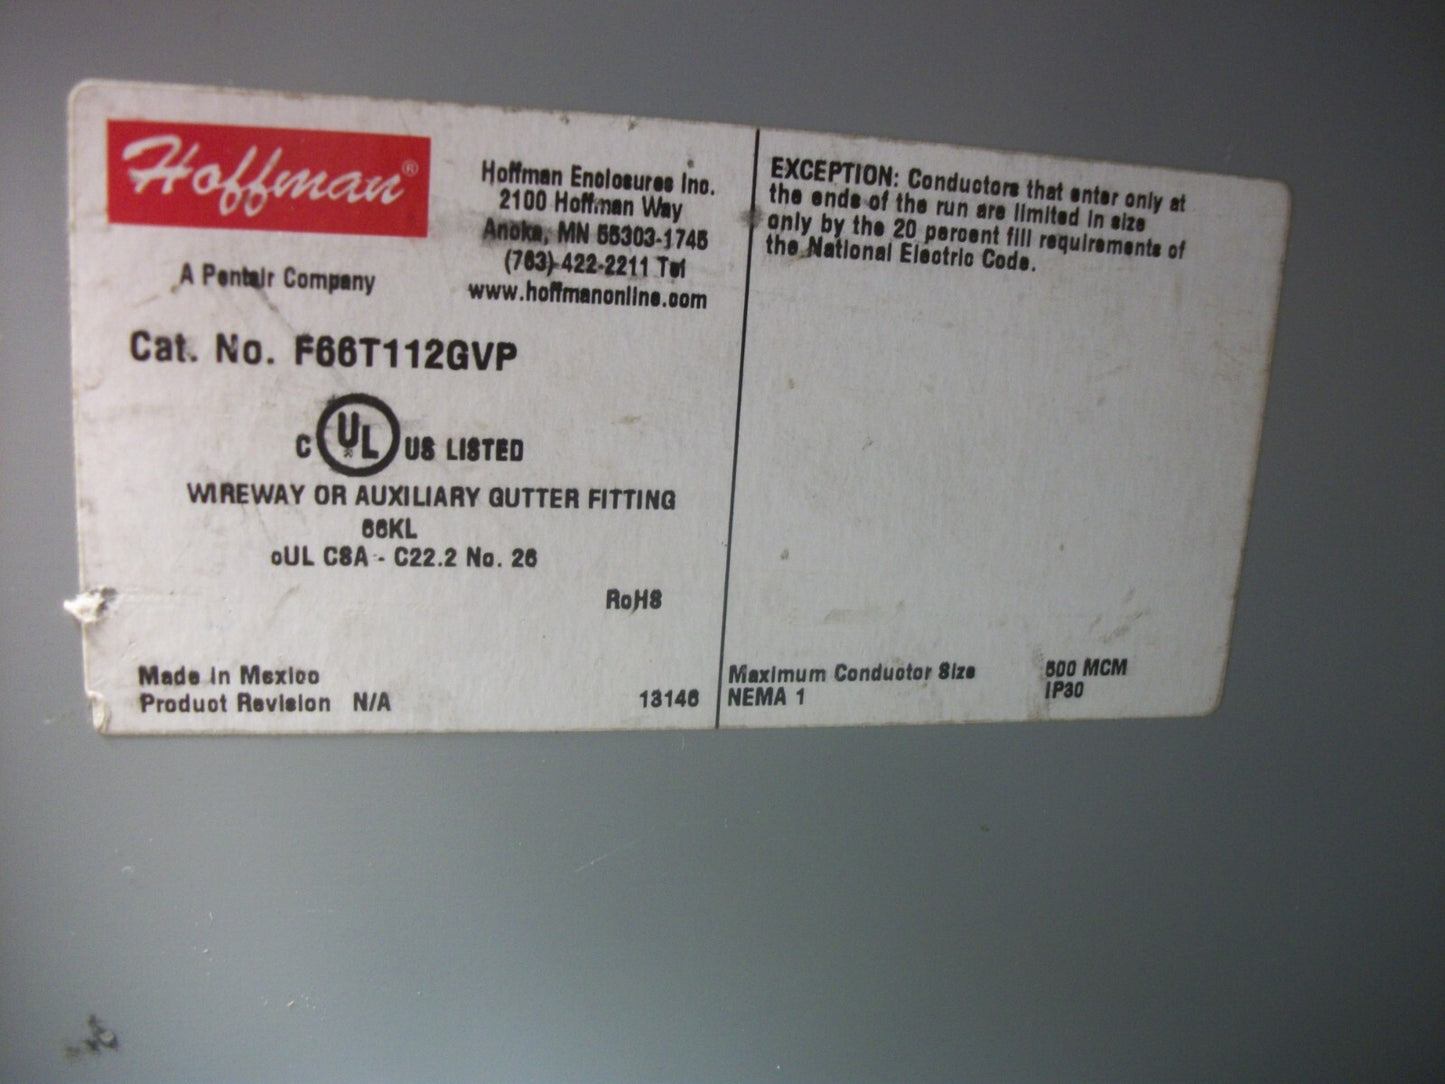 Hoffman®
A Pentair Company
Hoffman Enclosures Inc.
2100 Hoffman Way
Anoka, MN 55303-1745
(763) 422-2211 Tel
www.hoffmanonline.com
Cat. No. F66T112GVP
C UL® US LISTED
WIREWAY OR AUXILIARY GUTTER FITTING
66KL
cUL CSA - C22.2 No. 26
RoHS
Made in Mexico
Product Revision N/A
13146
EXCEPTION: Conductors that enter only at
the ends of the run are limited in size
only by the 20 percent fill requirements of
the National Electric Code.
Maximum Conductor Size 500 MCM
NEMA 1 IP30